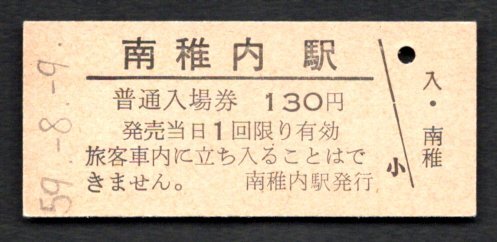 南稚内駅
普通入場券 130円
発売当日1回限り有効
旅客車内に立ち入ることはで
きません。 南稚内駅発行
小
入・南稚
59.-8.-9.